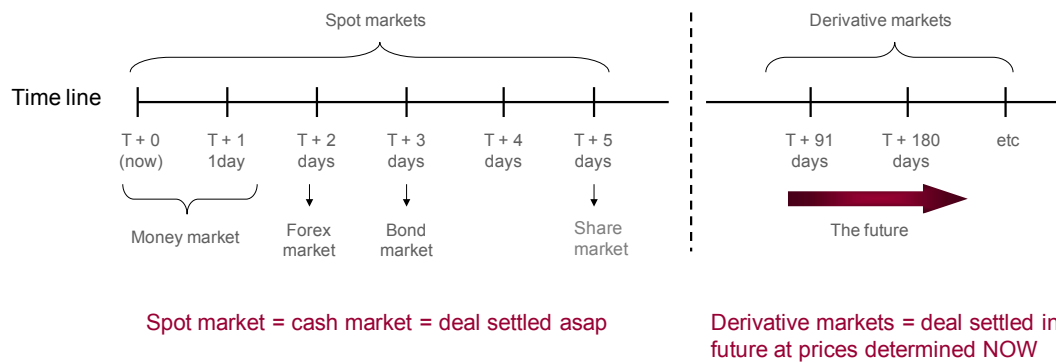 Spot markets
Derivative markets
Time line
T + 0
(now)
T + 1
1day
T + 2
days
T + 3
days
T + 4
days
T + 5
days
T + 91
days
T + 180
days
etc
Money market
Forex
market
Bond
market
Share
market
The future
Spot market = cash market = deal settled asap
Derivative markets = deal settled in
future at prices determined NOW